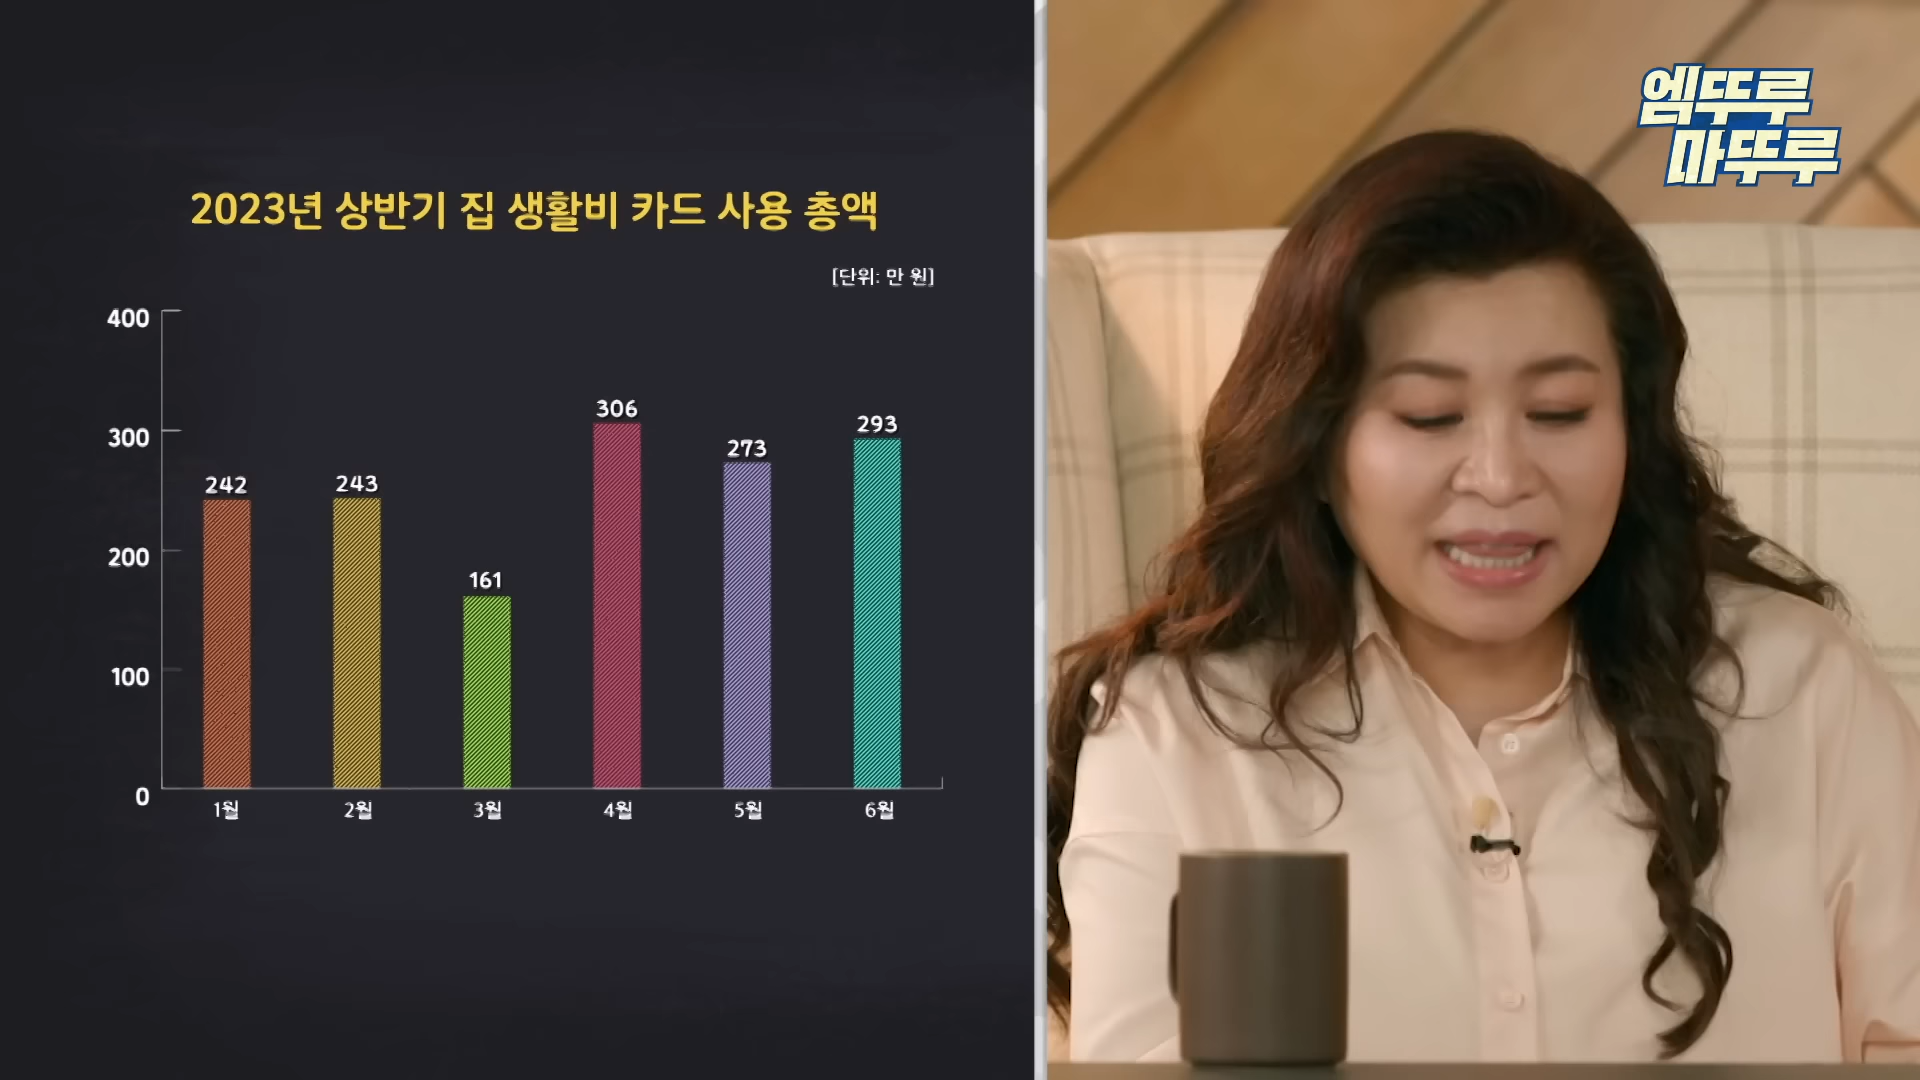 2023년 상반기 집 생활비 카드 사용 총액
[단위: 만 원]
400
300
200
100
0
242
243
161
306
273
293
1월
2월
3월
4월
5월
6월
엠뚜루
마뚜루